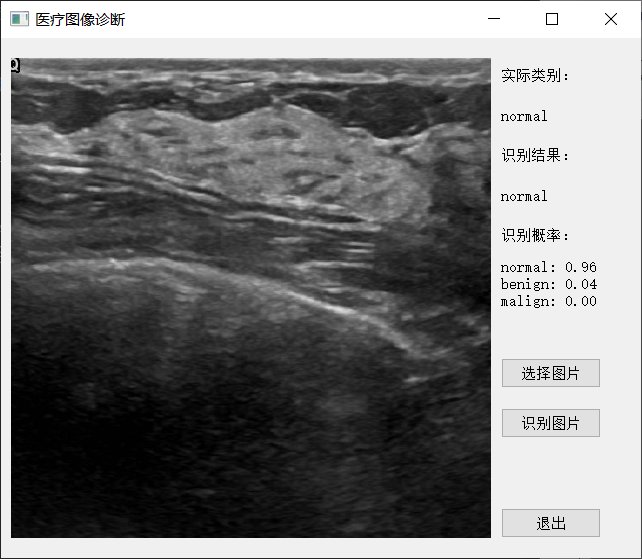 医疗图像诊断
实际类别：
normal
识别结果：
normal
识别概率：
normal: 0.96
benign: 0.04
malign: 0.00
选择图片
识别图片
退出